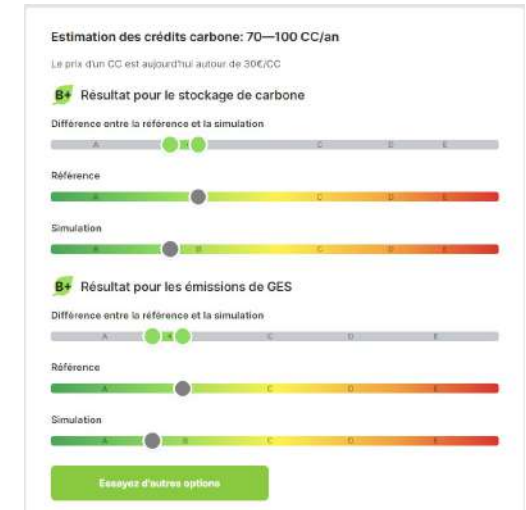 Estimation des crédits carbone: 70—100 CC/an
Le prix d'un CC est aujourd'hui autour de 30€/CC
B+ Résultat pour le stockage de carbone
Différence entre la référence et la simulation
A C D E
Référence
A C D E
Simulation
A B C D E
B+ Résultat pour les émissions de GES
Différence entre la référence et la simulation
A C D E
Référence
A C D E
Simulation
A B C D E
Essayez d'autres options